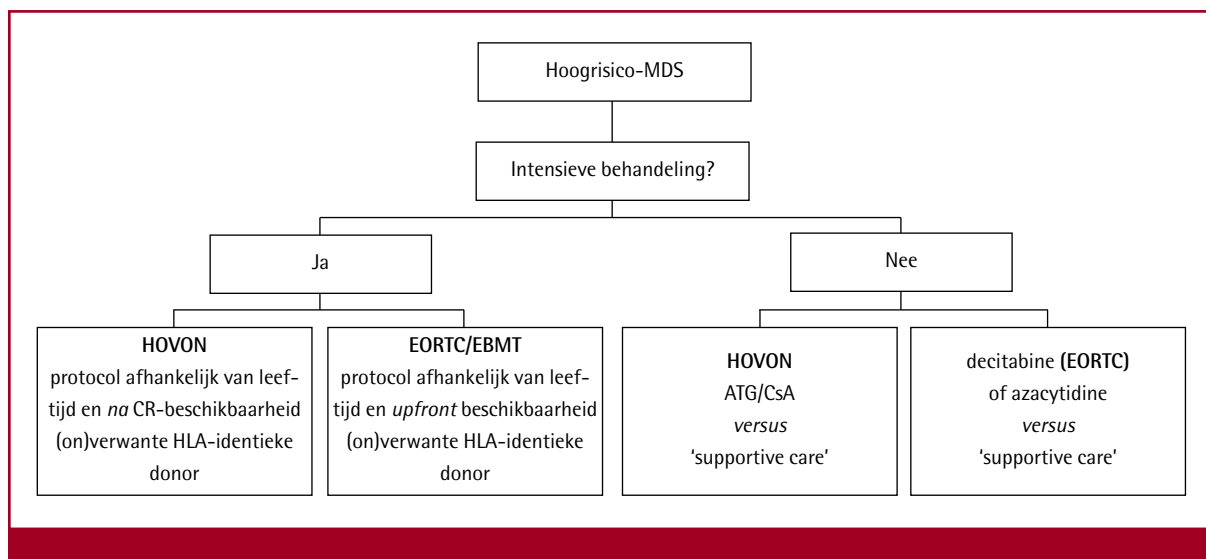 Hoogrisico-MDS
Intensieve behandeling?
Ja
Nee
HOVON
protocol afhankelijk van leef-
tijd en na CR-beschikbaarheid
(on)verwante HLA-identieke
donor
EORTC/EBMT
protocol afhankelijk van leef-
tijd en upfront beschikbaarheid
(on)verwante HLA-identieke
donor
HOVON
ATG/CsA
versus
'supportive care'
decitabine (EORTC)
of azacytidine
versus
'supportive care'